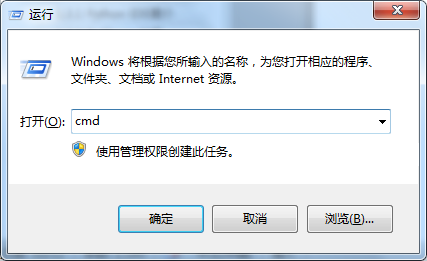 运行
Windows 将根据您所输入的名称，为您打开相应的程序、
文件夹、文档或 Internet 资源。
打开(O): cmd
使用管理权限创建此任务。
确定 取消 浏览(B)...